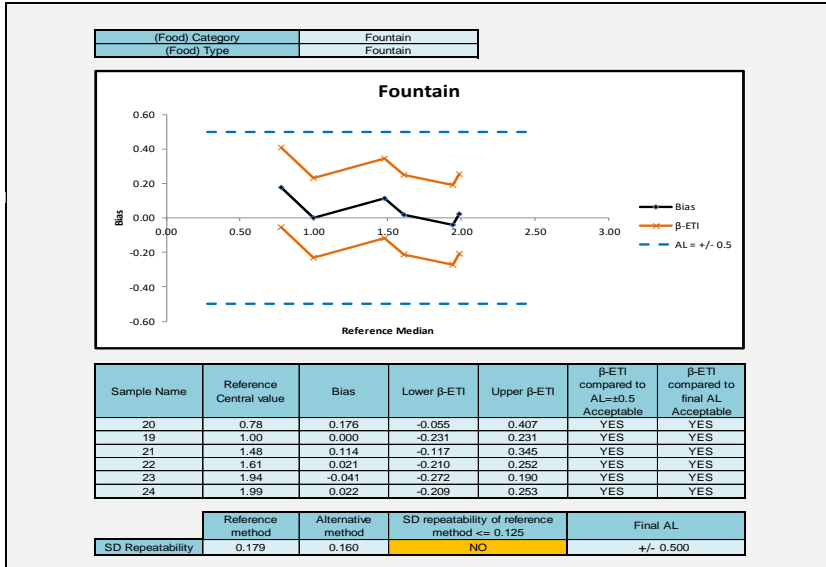 (Food) Category Fountain
(Food) Type Fountain
Fountain
0.60
0.40
0.20
0.00
-0.20
-0.40
-0.60
0.00 0.50 1.00 1.50 2.00 2.50 3.00
Bias
Reference Median
Bias
β-ETI
AL = +/- 0.5
Sample Name Reference Central value Bias Lower β-ETI Upper β-ETI β-ETI compared to AL=±0.5 Acceptable β-ETI compared to final AL Acceptable
20 0.78 0.176 -0.055 0.407 YES YES
19 1.00 0.000 -0.231 0.231 YES YES
21 1.48 0.114 -0.117 0.345 YES YES
22 1.61 0.021 -0.210 0.252 YES YES
23 1.94 -0.041 -0.272 0.190 YES YES
24 1.99 0.022 -0.209 0.253 YES YES
Reference method Alternative method SD repeatability of reference method <= 0.125 Final AL
SD Repeatability 0.179 0.160 NO +/- 0.500